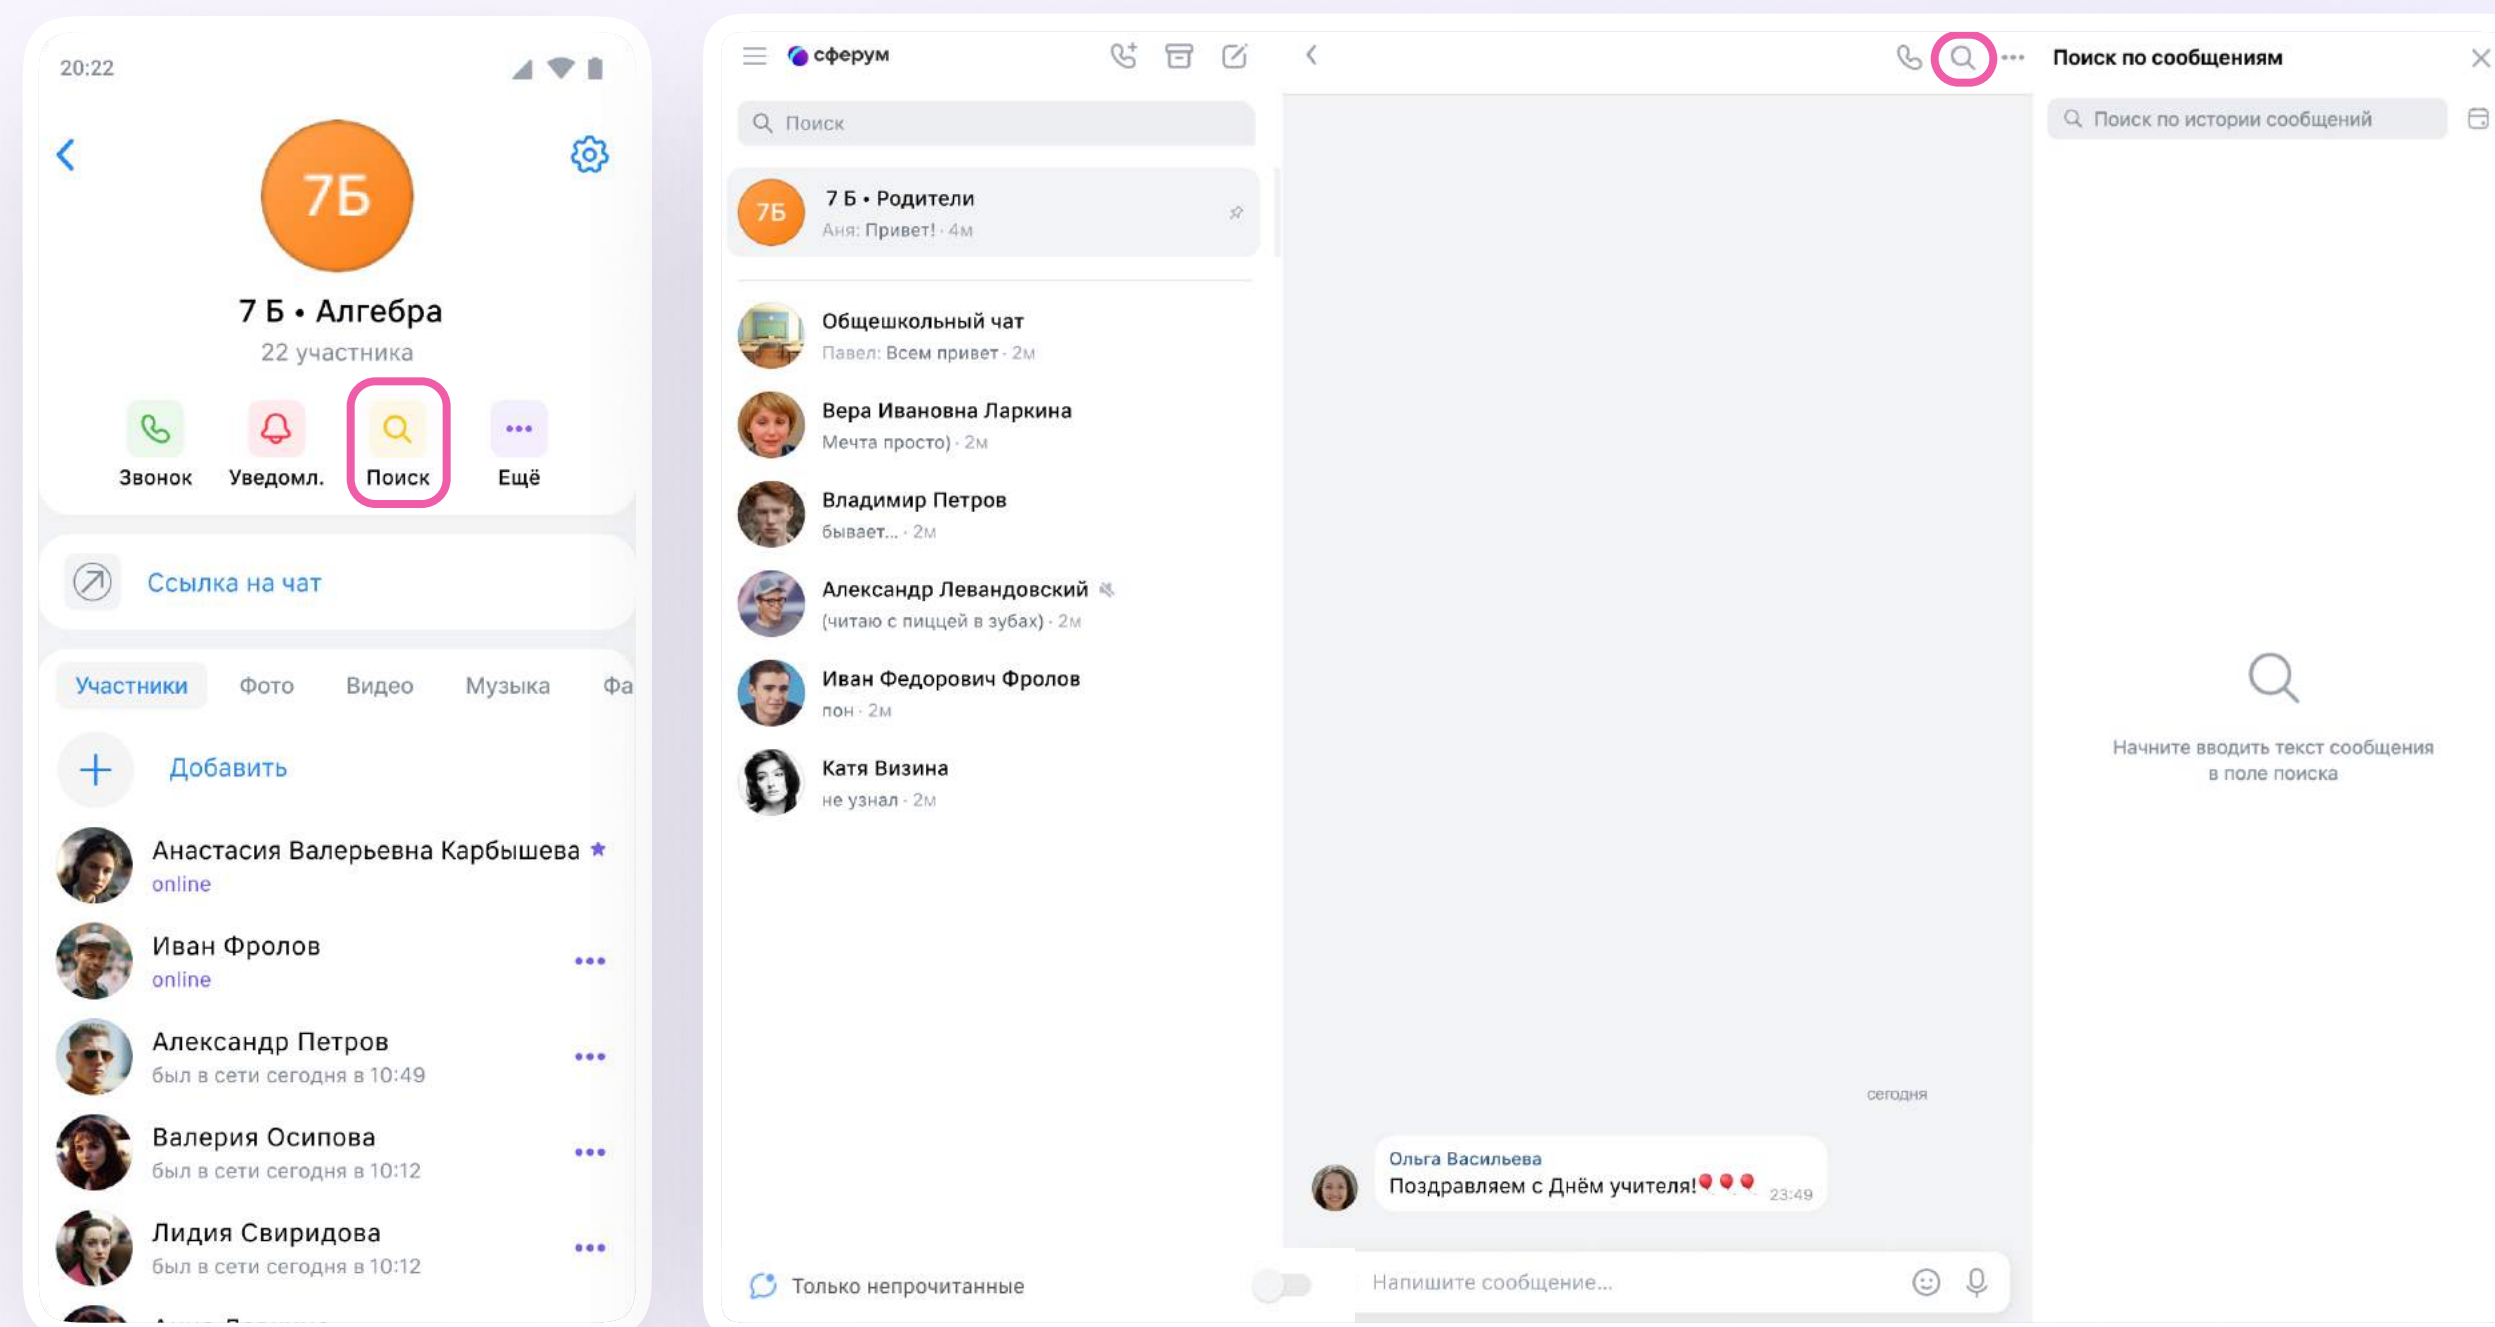 20:22
7Б
7 Б • Алгебра
22 участника
Звонок
Уведомл.
Поиск
Ещё
Ссылка на чат
Участники
Фото
Видео
Музыка
Фа
Добавить
Анастасия Валерьевна Карбышева
online
Иван Фролов
online
Александр Петров
был в сети сегодня в 10:49
Валерия Осипова
был в сети сегодня в 10:12
Лидия Свиридова
был в сети сегодня в 10:12
сферум
Поиск
7Б
7 Б • Родители
Аня: Привет! · 4м
Общешкольный чат
Павел: Всем привет · 2м
Вера Ивановна Ларкина
Мечта просто) · 2м
Владимир Петров
бывает... · 2м
Александр Левандовский
(читаю с пиццей в зубах) · 2м
Иван Федорович Фролов
пон · 2м
Катя Визина
не узнал · 2м
Только непрочитанные
сегодня
Ольга Васильева
Поздравляем с Днём учителя!🎈🎈🎈
23:49
Напишите сообщение...
Поиск по сообщениям
Поиск по истории сообщений
Начните вводить текст сообщения
в поле поиска